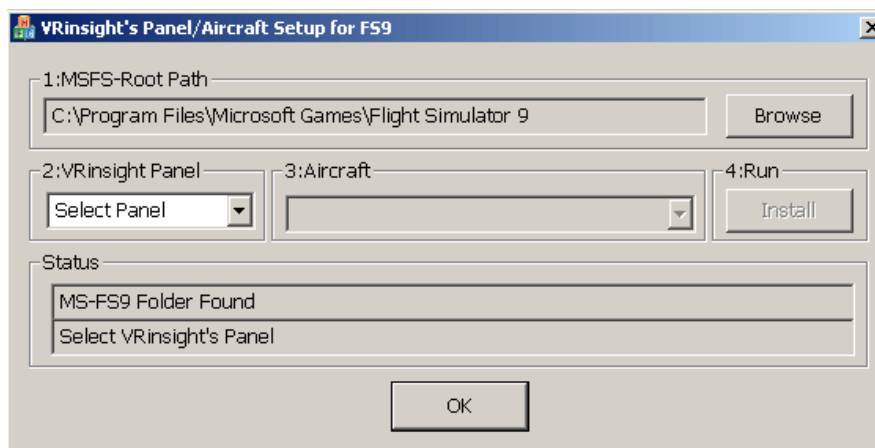 VRinsight's Panel/Aircraft Setup for FS9
1:MSFS-Root Path
C:\Program Files\Microsoft Games\Flight Simulator 9
Browse
2:VRinsight Panel
3:Aircraft
4:Run
Select Panel
Install
Status
MS-FS9 Folder Found
Select VRinsight's Panel
OK